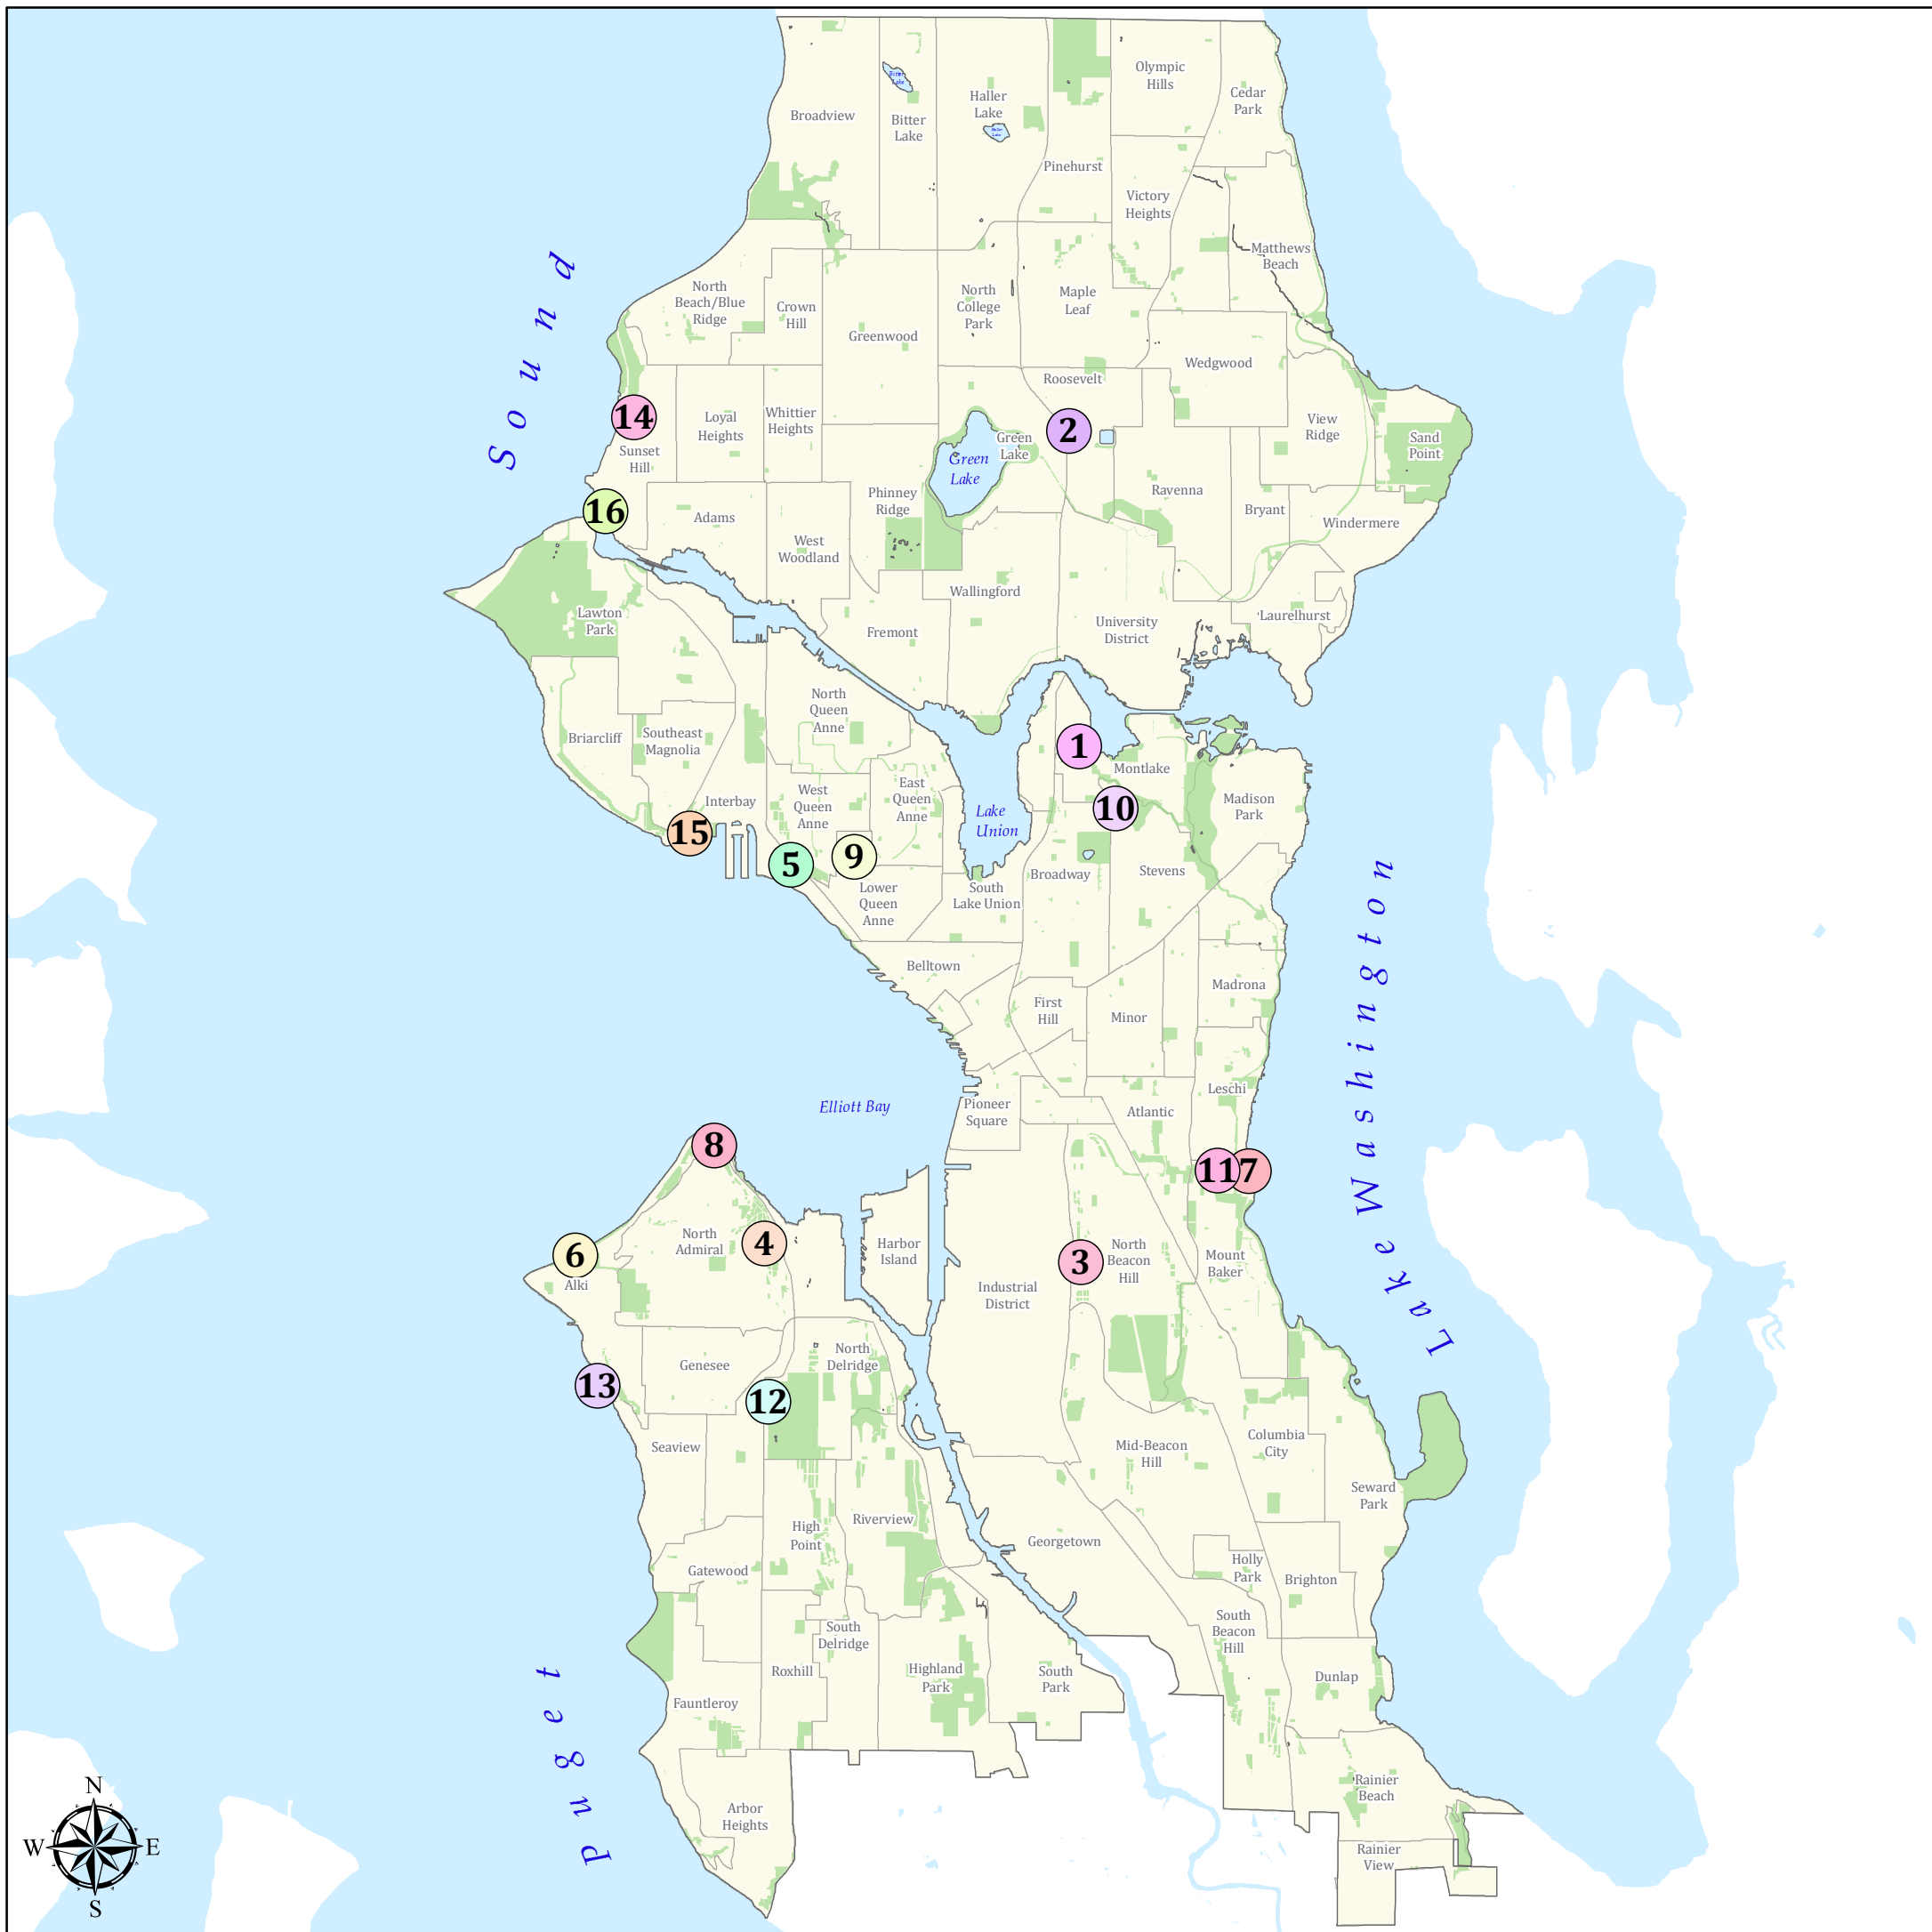 Olympic
Hills
Cedar
Park
Bitter
Lake
Haller
Lake
Broadview
Bitter
Lake
Pinehurst
Victory
Heights
Matthews
Beach
North
Beach/Blue
Ridge
Crown
Hill
Greenwood
North
College
Park
Maple
Leaf
Wedgwood
Roosevelt
Sound
14
Sunset
Hill
Loyal
Heights
Whittier
Heights
Green
Lake
Green
Lake
2
View
Ridge
Sand
Point
16
Adams
Phinney
Ridge
Ravenna
Bryant
Windermere
West
Woodland
Wallingford
Lawton
Park
Fremont
University
District
Laurelhurst
North
Queen
Anne
Briarcliff
Southeast
Magnolia
1
Montlake
Interbay
15
West
Queen
Anne
East
Queen
Anne
Lake
Union
10
Madison
Park
5
9
Lower
Queen
Anne
South
Lake Union
Broadway
Stevens
Belltown
First
Hill
Minor
Madrona
Lake Washington
Elliott Bay
Pioneer
Square
Atlantic
Leschi
8
11
7
6
Alki
North
Admiral
4
Harbor
Island
Industrial
District
3
North
Beacon
Hill
Mount
Baker
13
Genesee
North
Delridge
12
Seaview
Mid-Beacon
Hill
Columbia
City
Seward
Park
High
Point
Riverview
Georgetown
Gatewood
Holly
Park
Brighton
South
Delridge
South
Beacon
Hill
Roxhill
Highland
Park
South
Park
Dunlap
Fauntleroy
Puget
Rainier
Beach
Arbor
Heights
Rainier
View
N
W
E
S